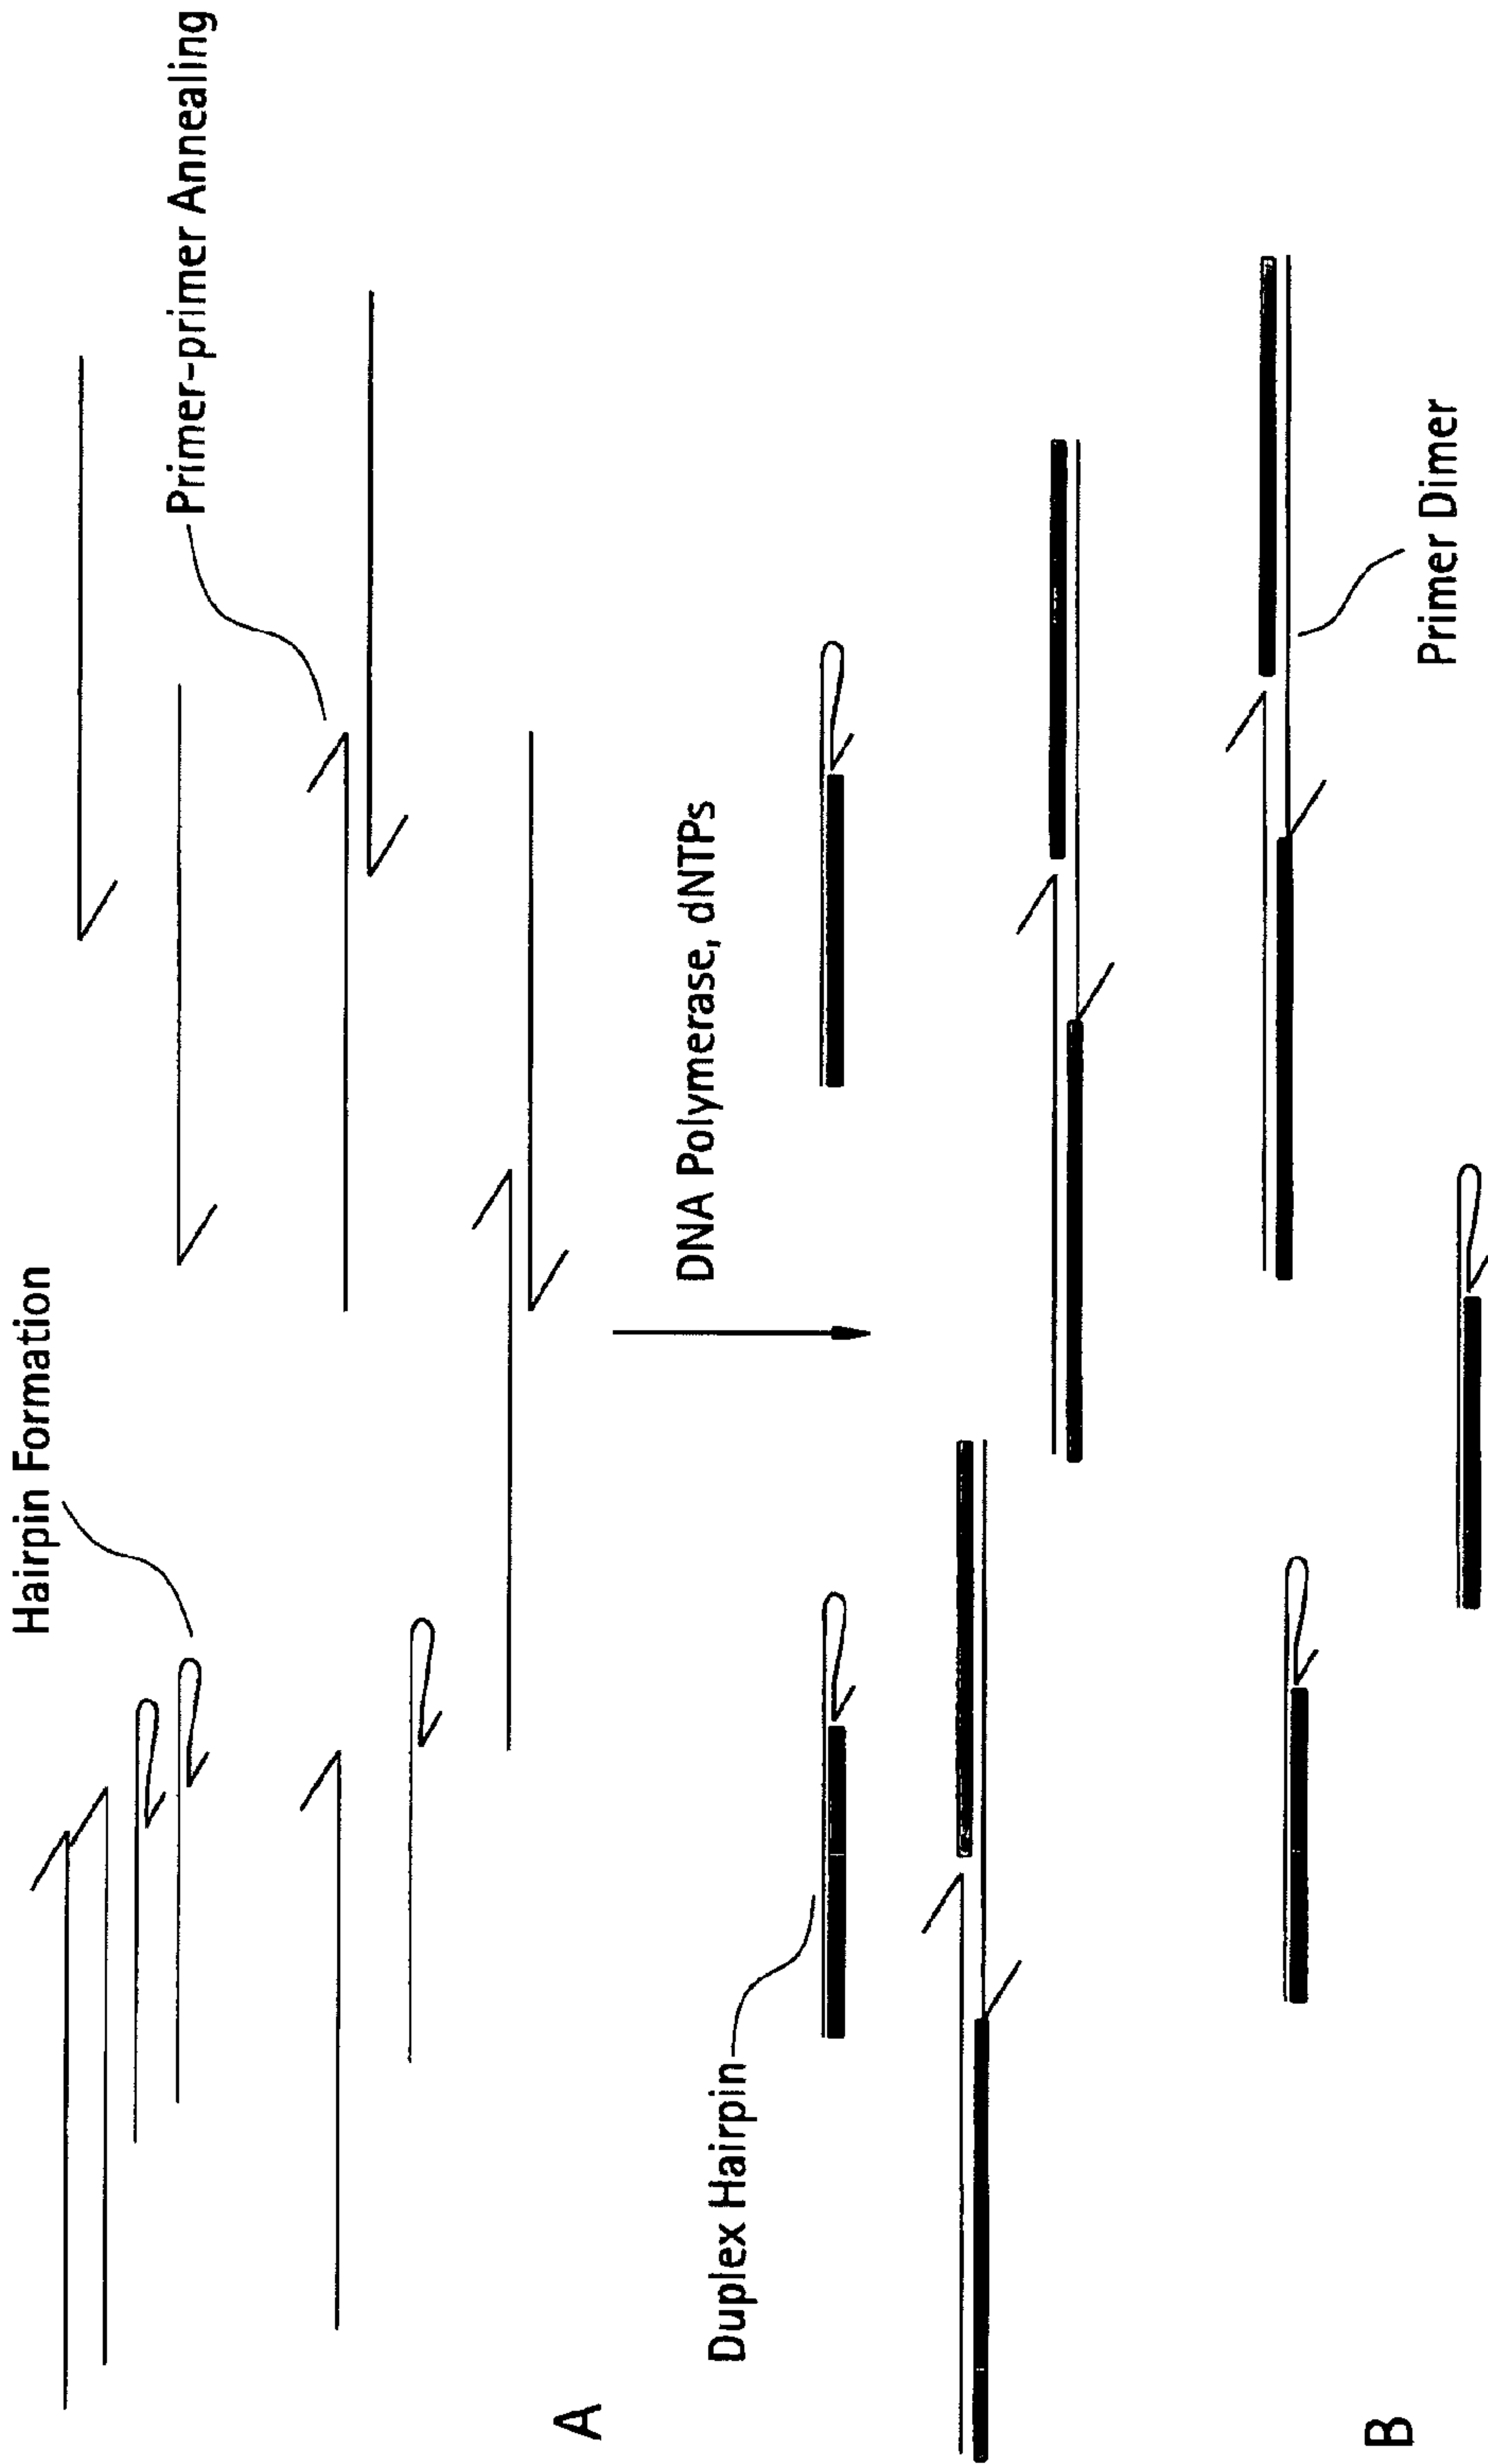 Hairpin Formation
Primer-primer Annealing
A
DNA Polymerase, dNTPs
Duplex Hairpin
Primer Dimer
B